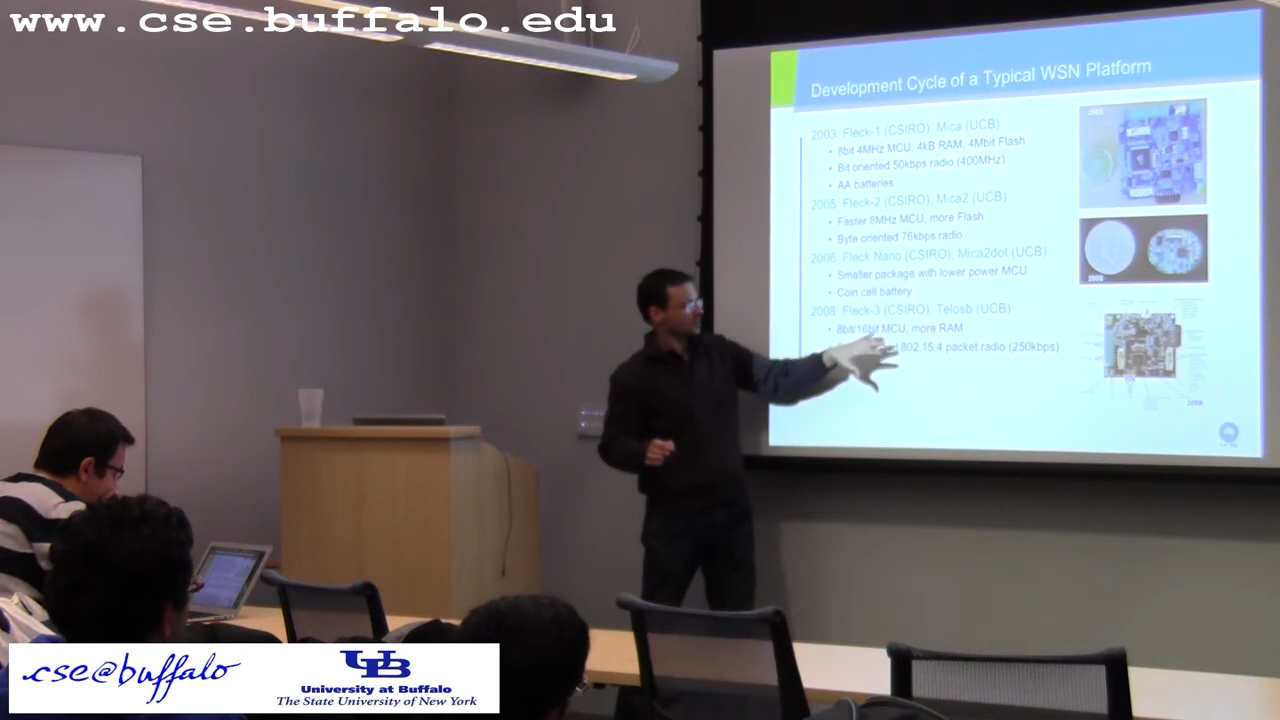 www.cse.buffalo.edu
Development Cycle of a Typical WSN Platform
2003 Fleck-1 (CSIRO), Mica (UCB)
• 8bit 4MHz MCU, 4kB RAM, 4Mbit Flash
• Bit oriented 50kbps radio (400MHz)
• AA batteries
2005 Fleck-2 (CSIRO), Mica2 (UCB)
• Faster 8MHz MCU, more Flash
• Byte oriented 76kbps radio
2006 Fleck Nano (CSIRO), Mica2dot (UCB)
• Smaller package with lower power MCU
• Coin cell battery
2008 Fleck-3 (CSIRO), Telosb (UCB)
• 8bit/16bit MCU, more RAM
802.15.4 packet radio (250kbps)
2003
2006
2008
cse@buffalo
UB
University at Buffalo
The State University of New York